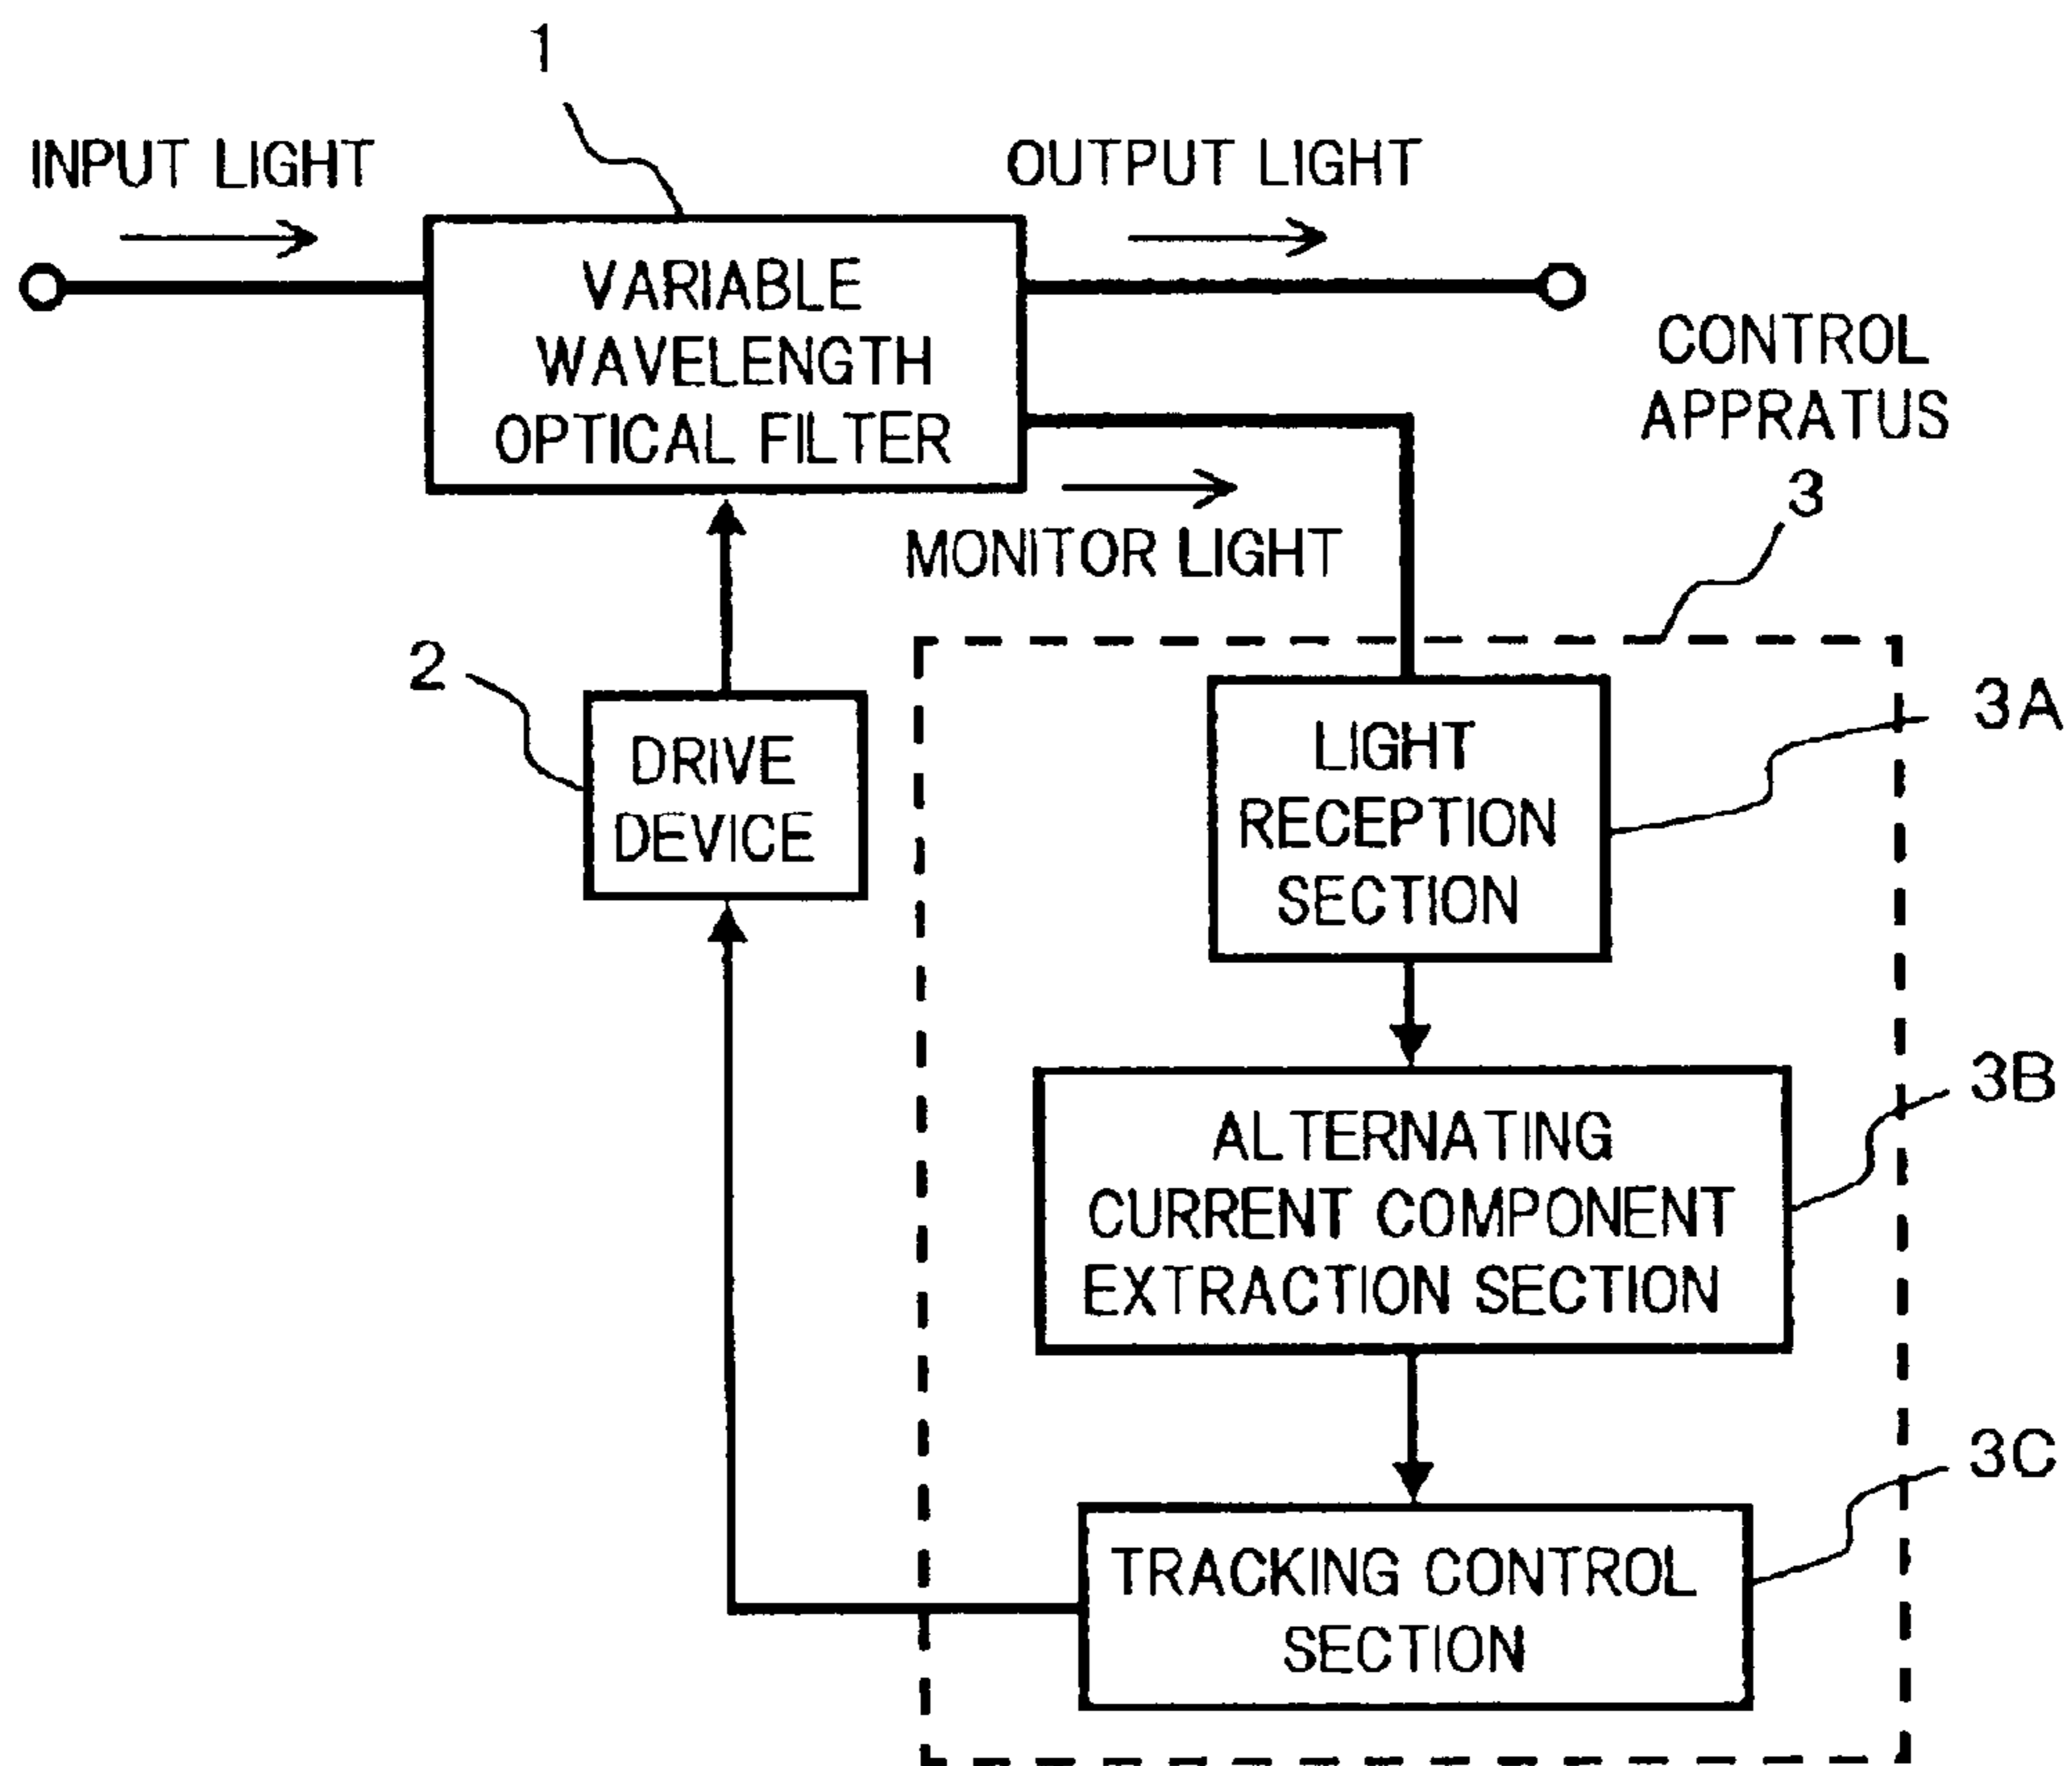 1
INPUT LIGHT
OUTPUT LIGHT
VARIABLE
WAVELENGTH
OPTICAL FILTER
CONTROL
APPRATUS
3
MONITOR LIGHT
2
DRIVE
DEVICE
LIGHT
RECEPTION
SECTION
3A
ALTERNATING
CURRENT COMPONENT
EXTRACTION SECTION
3B
TRACKING CONTROL
SECTION
3C